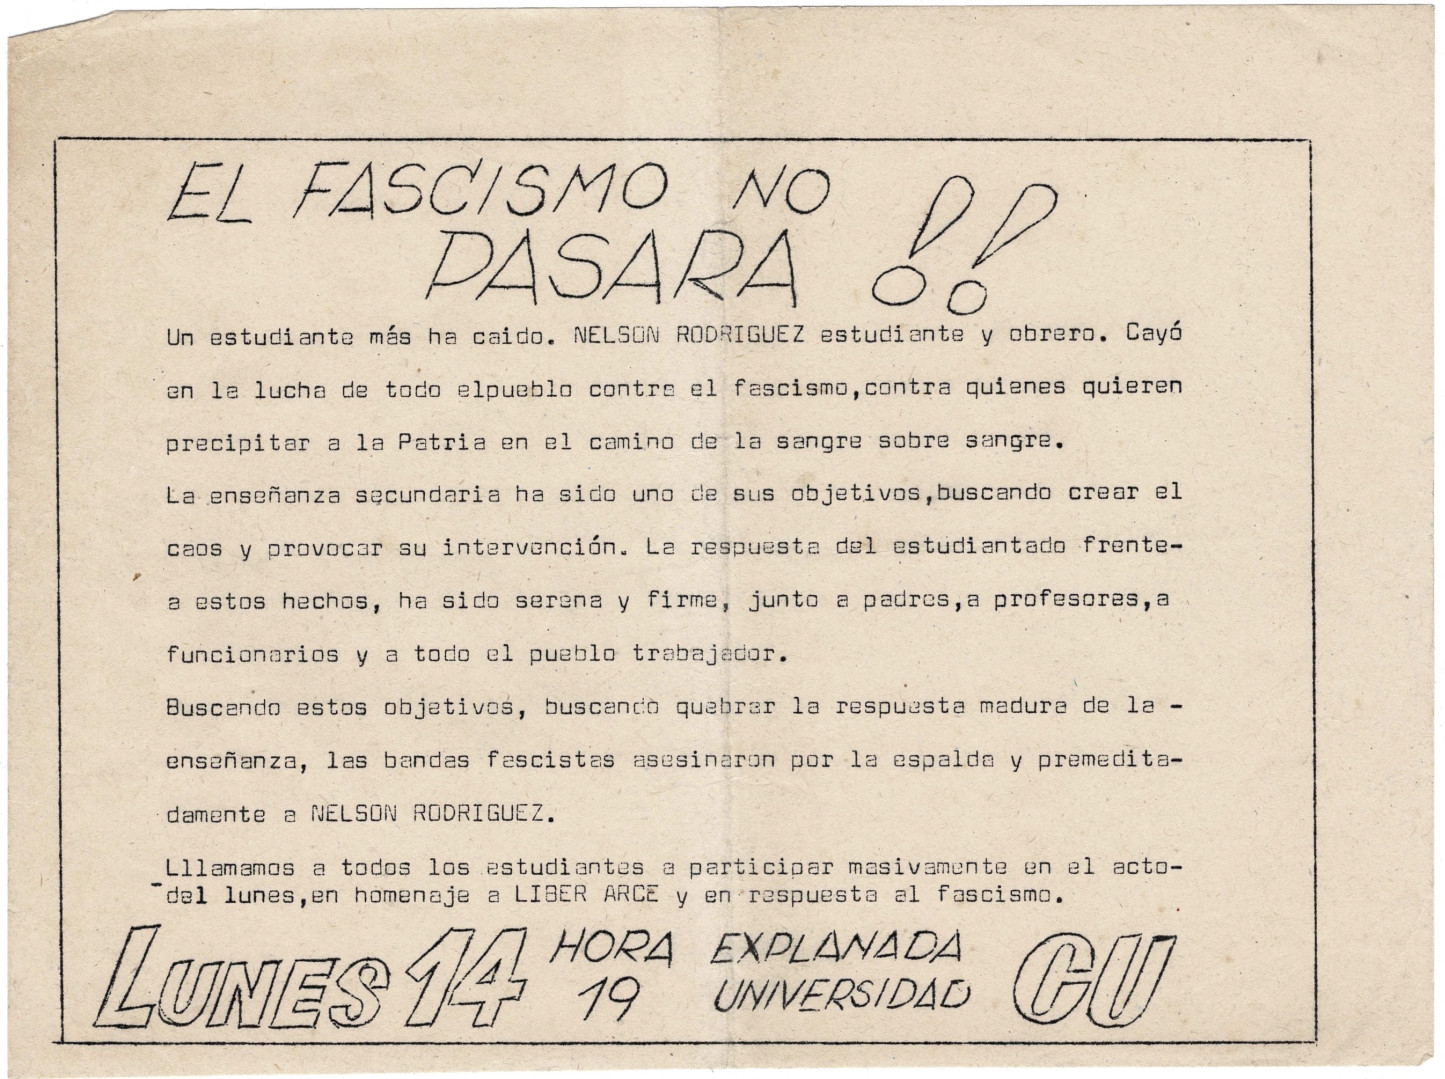 EL FASCISMO NO
PASARA !!
Un estudiante más ha caido. NELSON RODRIGUEZ estudiante y obrero. Cayó
en la lucha de todo elpueblo contra el fascismo,contra quienes quieren
precipitar a la Patria en el camino de la sangre sobre sangre.
La enseñanza secundaria ha sido uno de sus objetivos,buscando crear el
caos y provocar su intervención. La respuesta del estudiantado frente-
a estos hechos, ha sido serena y firme, junto a padres,a profesores,a
funcionarios y a todo el pueblo trabajador.
Buscando estos objetivos, buscando quebrar la respuesta madura de la -
enseñanza, las bandas fascistas asesinaron por la espalda y premedita-
damente a NELSON RODRIGUEZ.
Lllamamos a todos los estudiantes a participar masivamente en el acto-
del lunes,en homenaje a LIBER ARCE y en respuesta al fascismo.
LUNES 14 HORA 19 EXPLANADA UNIVERSIDAD CU